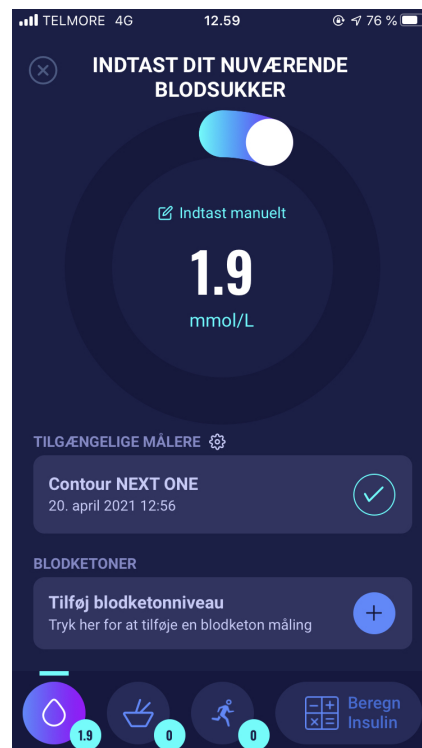 TELMORE 4G 12.59 76 %
INDTAST DIT NUVÆRENDE
BLODSUKKER
Indtast manuelt
1.9
mmol/L
TILGÆNGELIGE MÅLERE
Contour NEXT ONE
20. april 2021 12:56
BLODKETONER
Tilføj blodketonniveau
Tryk her for at tilføje en blodketon måling
1.9
0
0
Beregn
Insulin